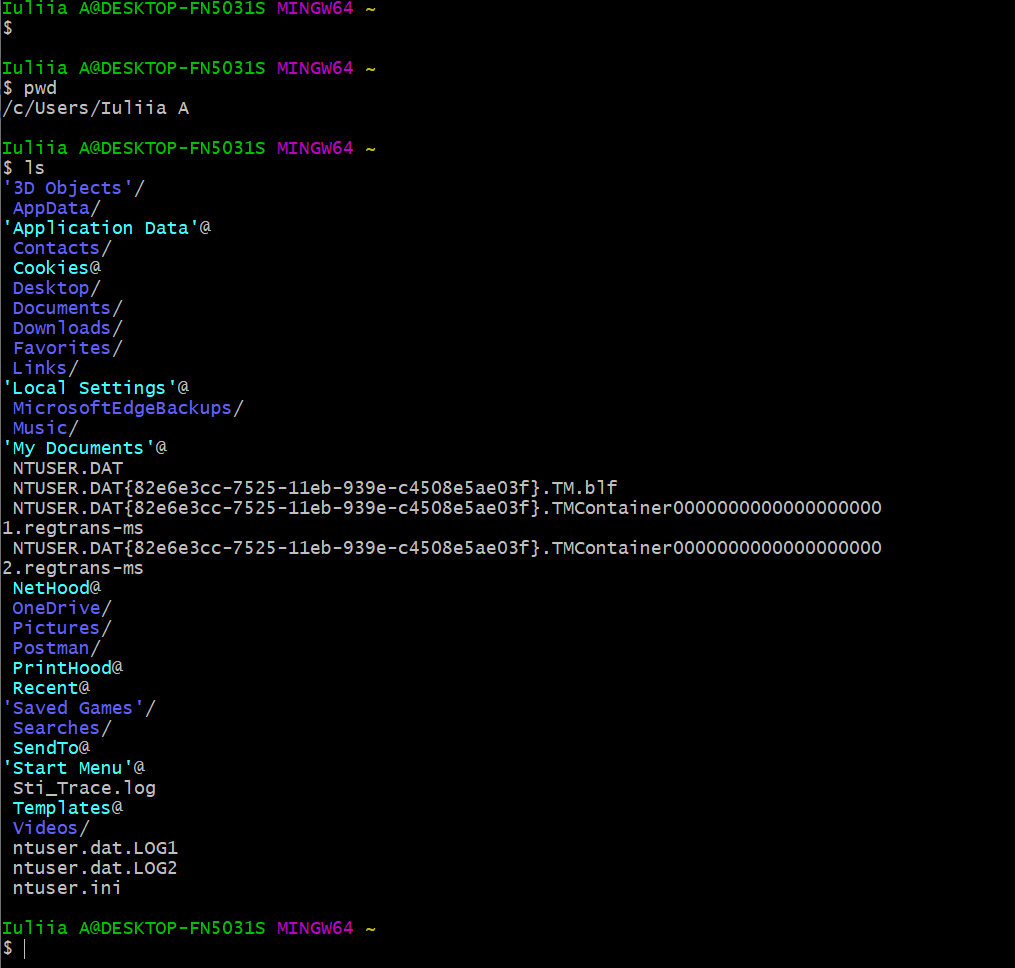 Iuliia A@DESKTOP-FN5031S MINGW64 ~
$
Iuliia A@DESKTOP-FN5031S MINGW64 ~
$ pwd
/c/Users/Iuliia A
Iuliia A@DESKTOP-FN5031S MINGW64 ~
$ ls
'3D Objects'/
AppData/
'Application Data'@
Contacts/
Cookies@
Desktop/
Documents/
Downloads/
Favorites/
Links/
'Local Settings'@
MicrosoftEdgeBackups/
Music/
'My Documents'@
NTUSER.DAT
NTUSER.DAT{82e6e3cc-7525-11eb-939e-c4508e5ae03f}.TM.blf
NTUSER.DAT{82e6e3cc-7525-11eb-939e-c4508e5ae03f}.TMContainer0000000000000000000
1.regtrans-ms
NTUSER.DAT{82e6e3cc-7525-11eb-939e-c4508e5ae03f}.TMContainer0000000000000000000
2.regtrans-ms
NetHood@
OneDrive/
Pictures/
Postman/
PrintHood@
Recent@
'Saved Games'/
Searches/
SendTo@
'Start Menu'@
Sti_Trace.log
Templates@
Videos/
ntuser.dat.LOG1
ntuser.dat.LOG2
ntuser.ini
Iuliia A@DESKTOP-FN5031S MINGW64 ~
$